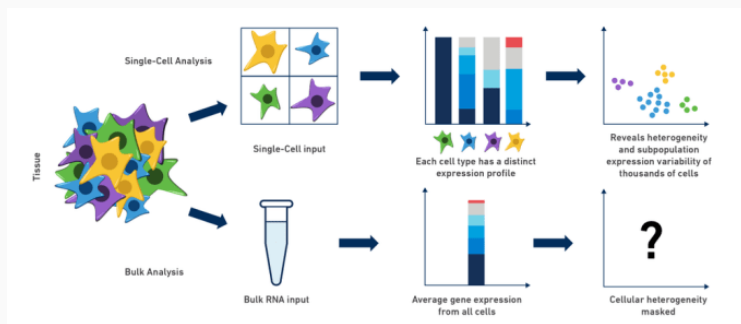 Single-Cell Analysis
Single-Cell input
Each cell type has a distinct
expression profile
Reveals heterogeneity
and subpopulation
expression variability of
thousands of cells
Tissue
Bulk Analysis
Bulk RNA input
Average gene expression
from all cells
?
Cellular heterogeneity
masked